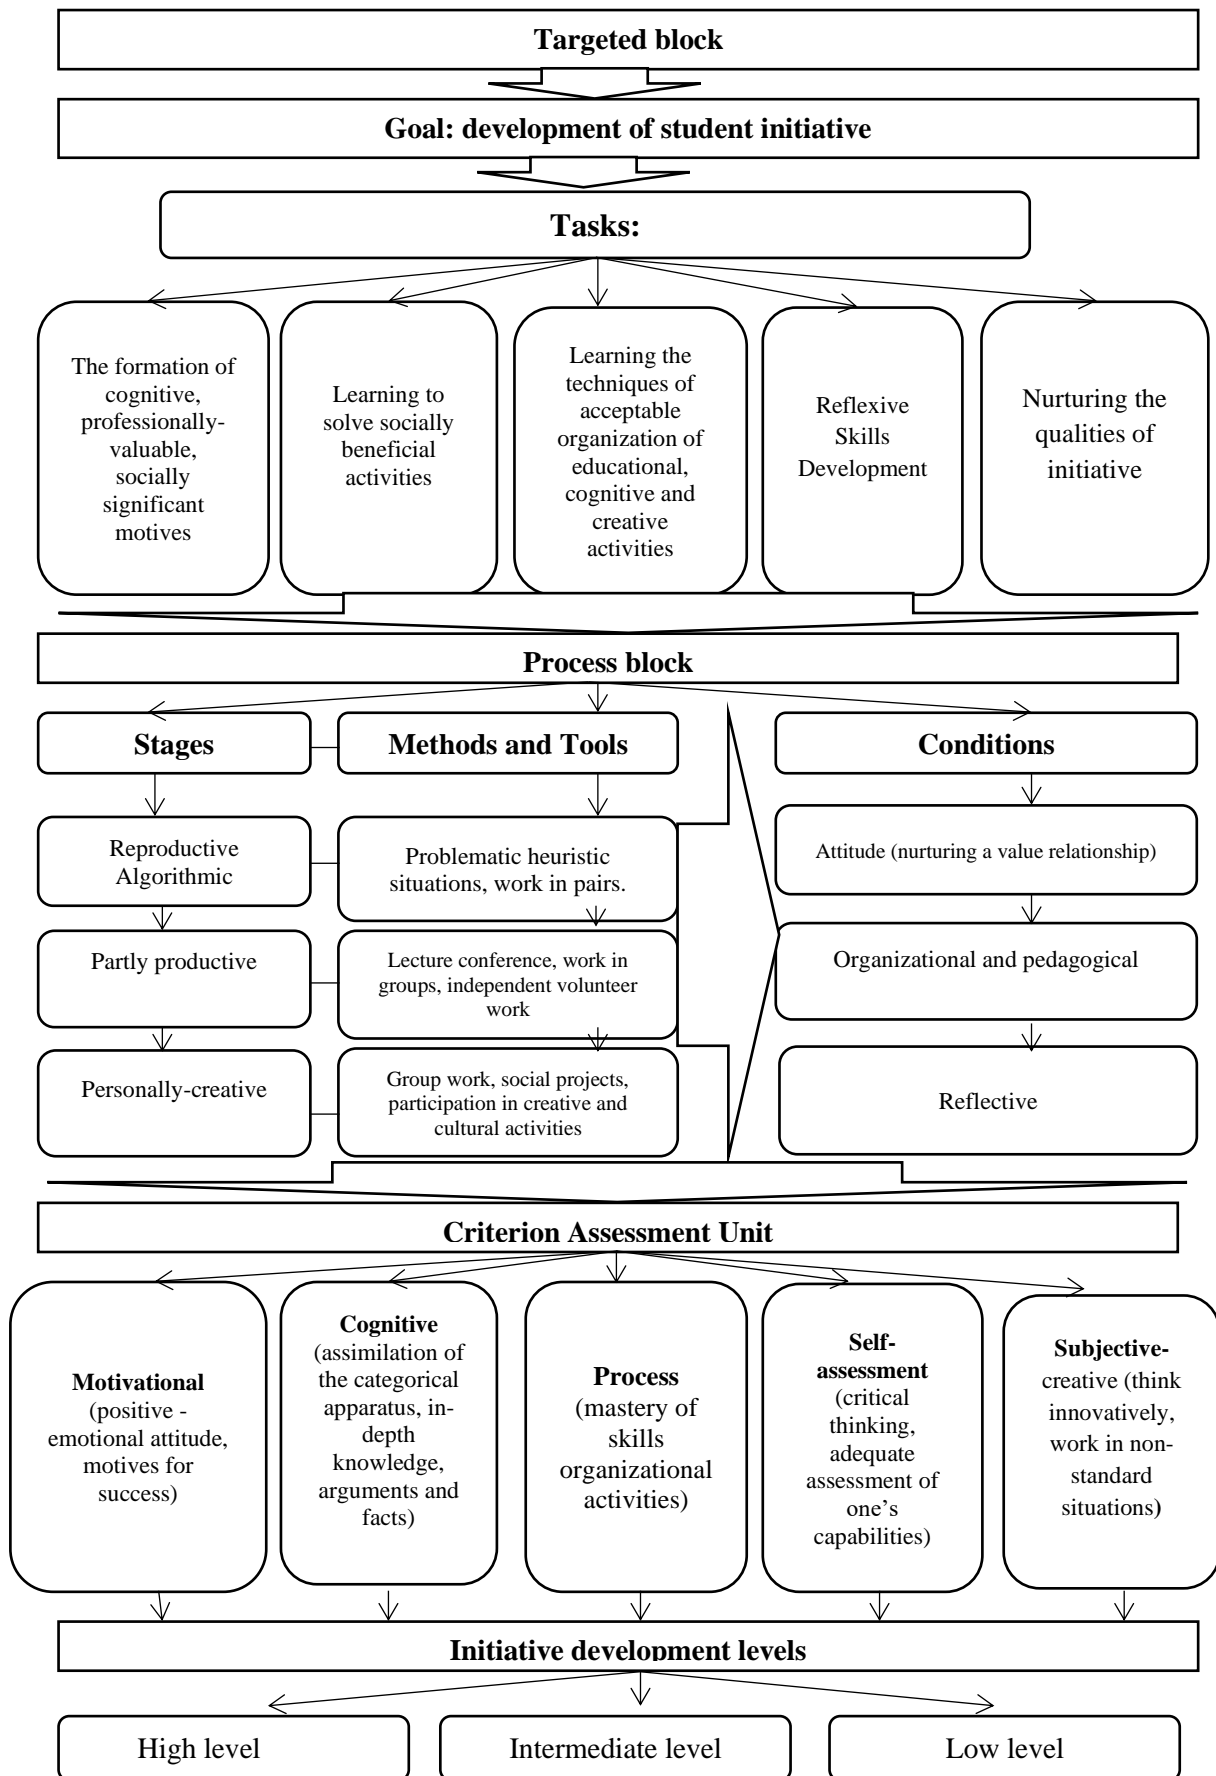 Targeted block
Goal: development of student initiative
Tasks:
The formation of
cognitive,
professionally-
valuable,
socially
significant
motives
Learning to
solve socially
beneficial
activities
Learning the
techniques of
acceptable
organization of
educational,
cognitive and
creative
activities
Reflexive
Skills
Development
Nurturing the
qualities of
initiative
Process block
Stages
Methods and Tools
Conditions
Reproductive
Algorithmic
Problematic heuristic
situations, work in pairs.
Attitude (nurturing a value relationship)
Partly productive
Lecture conference, work in
groups, independent volunteer
work
Organizational and pedagogical
Personally-creative
Group work, social projects,
participation in creative and
cultural activities
Reflective
Criterion Assessment Unit
Motivational
(positive -
emotional attitude,
motives for
success)
Cognitive
(assimilation of
the categorical
apparatus, in-
depth
knowledge,
arguments and
facts)
Process
(mastery of
skills
organizational
activities)
Self-
assessment
(critical
thinking,
adequate
assessment of
one’s
capabilities)
Subjective-
creative (think
innovatively,
work in non-
standard
situations)
Initiative development levels
High level
Intermediate level
Low level